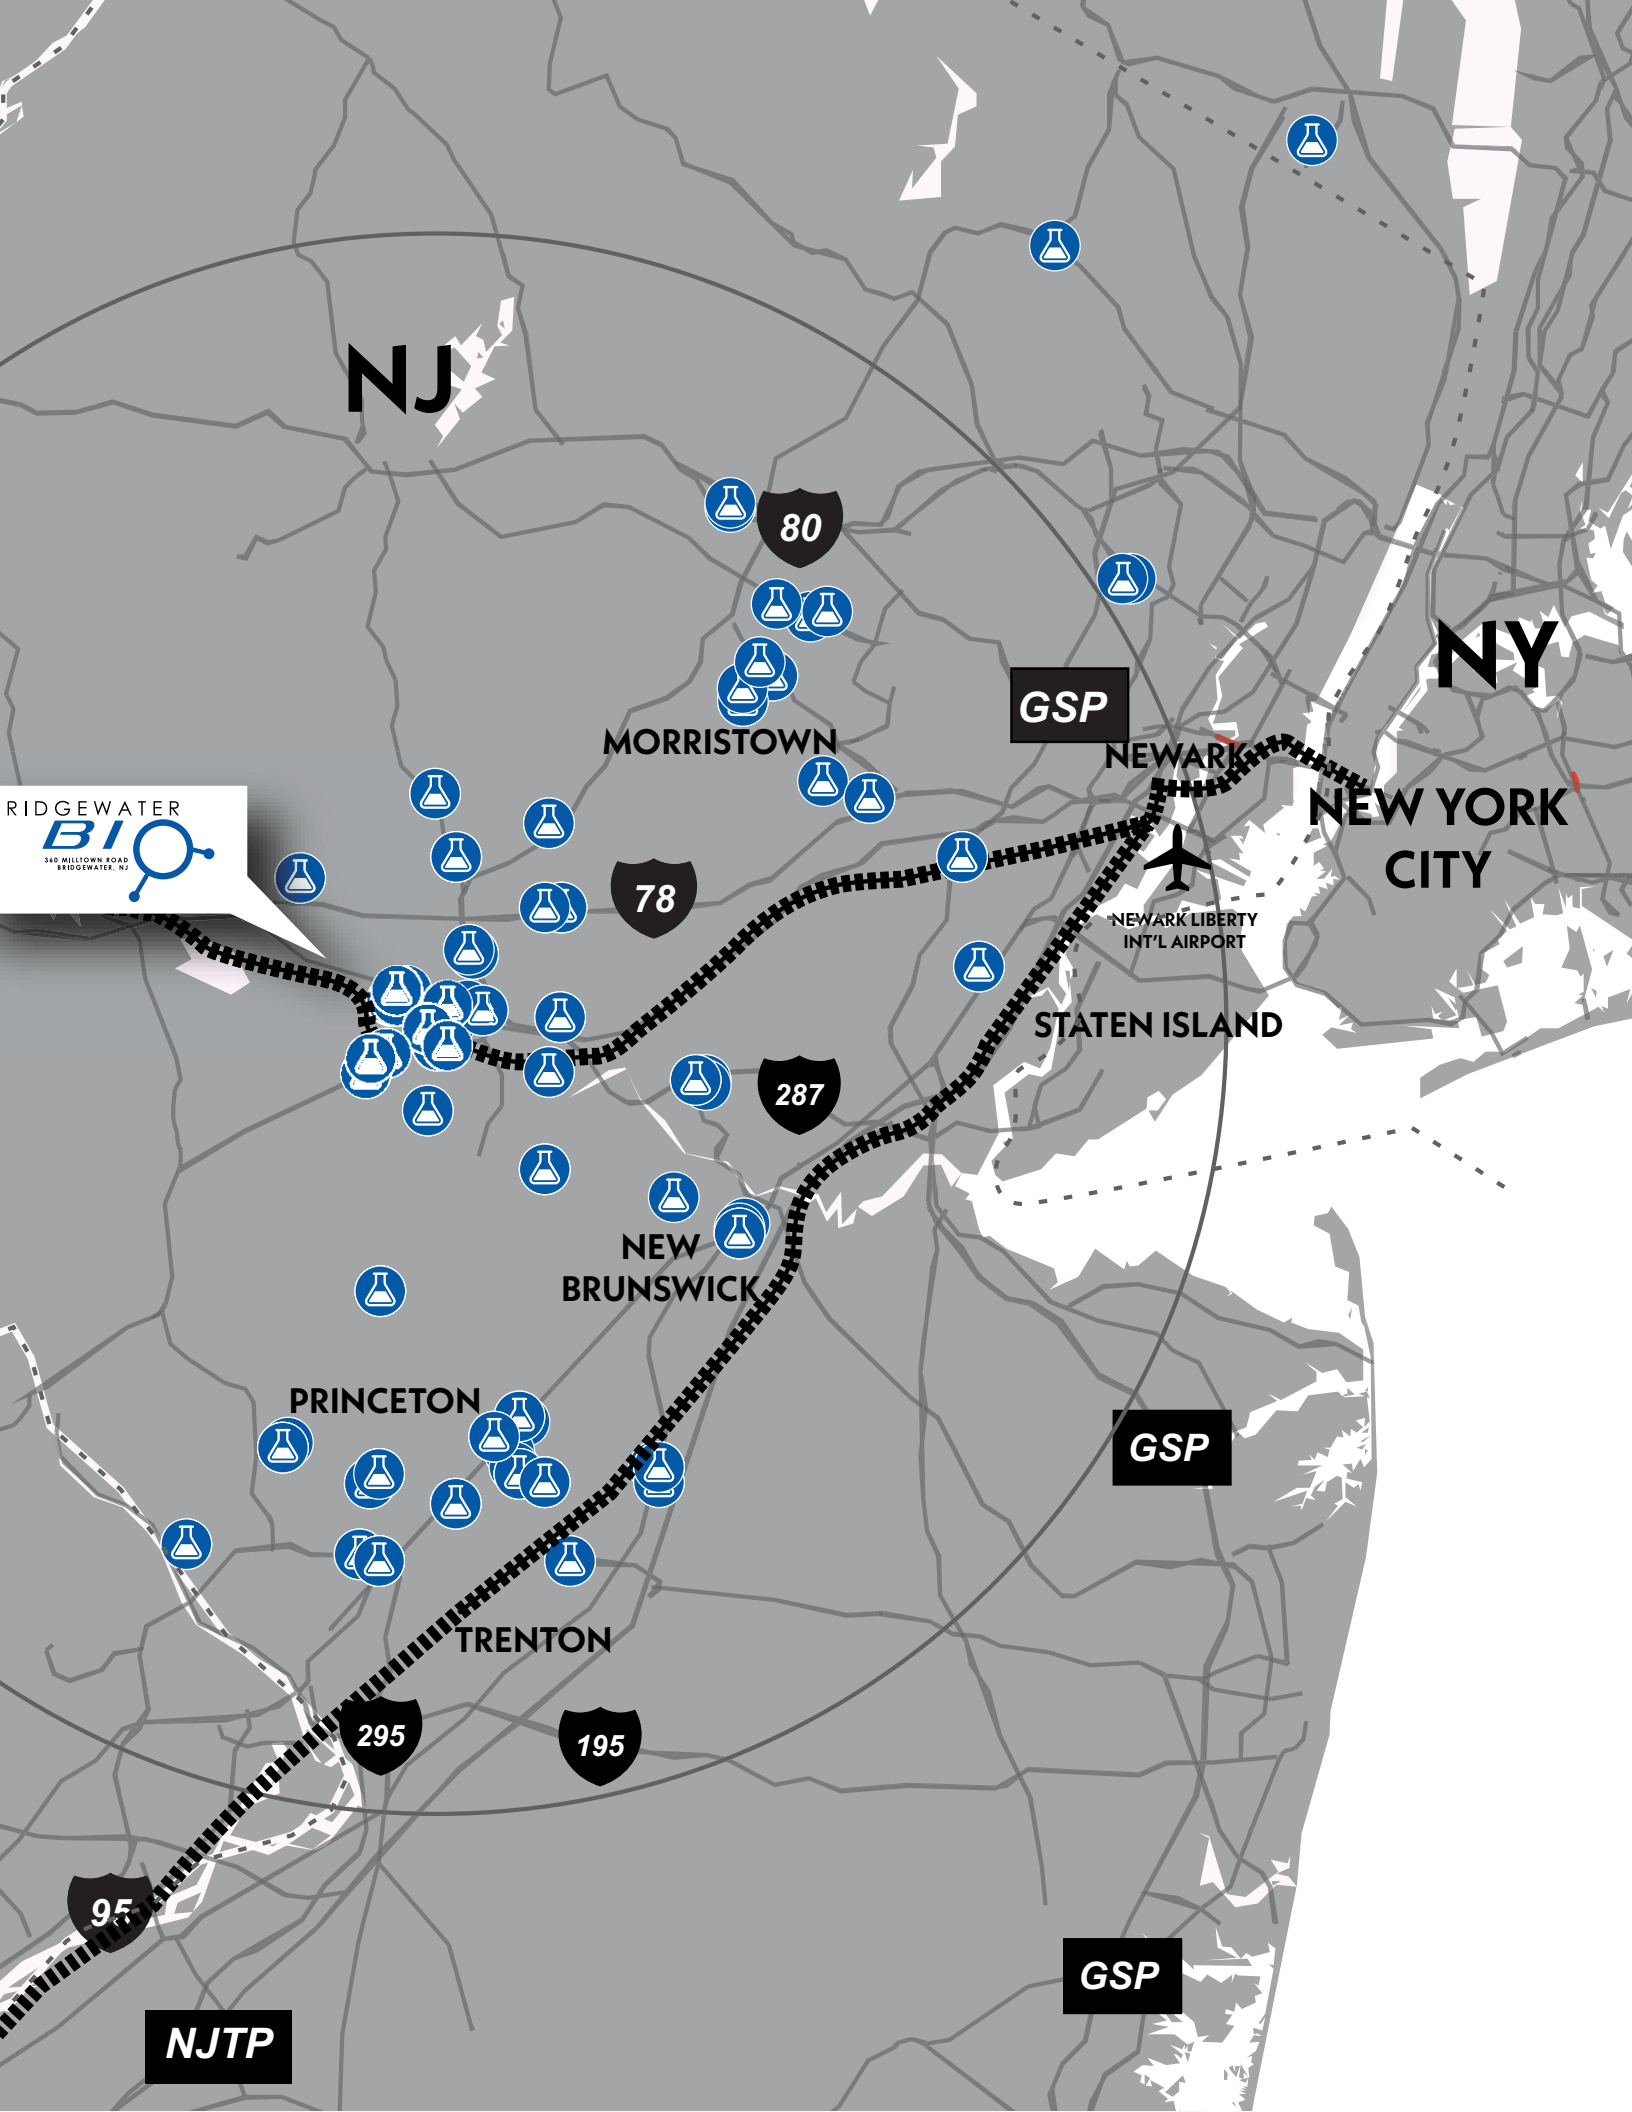 NJ
80
NY
GSP
MORRISTOWN
NEWARK
RIDGEWATER
BIO
360 MILLTOWN ROAD
BRIDGEWATER, NJ
NEW YORK
CITY
78
NEWARK LIBERTY
INT'L AIRPORT
STATEN ISLAND
287
NEW
BRUNSWICK
PRINCETON
GSP
TRENTON
295
195
95
GSP
NJTP